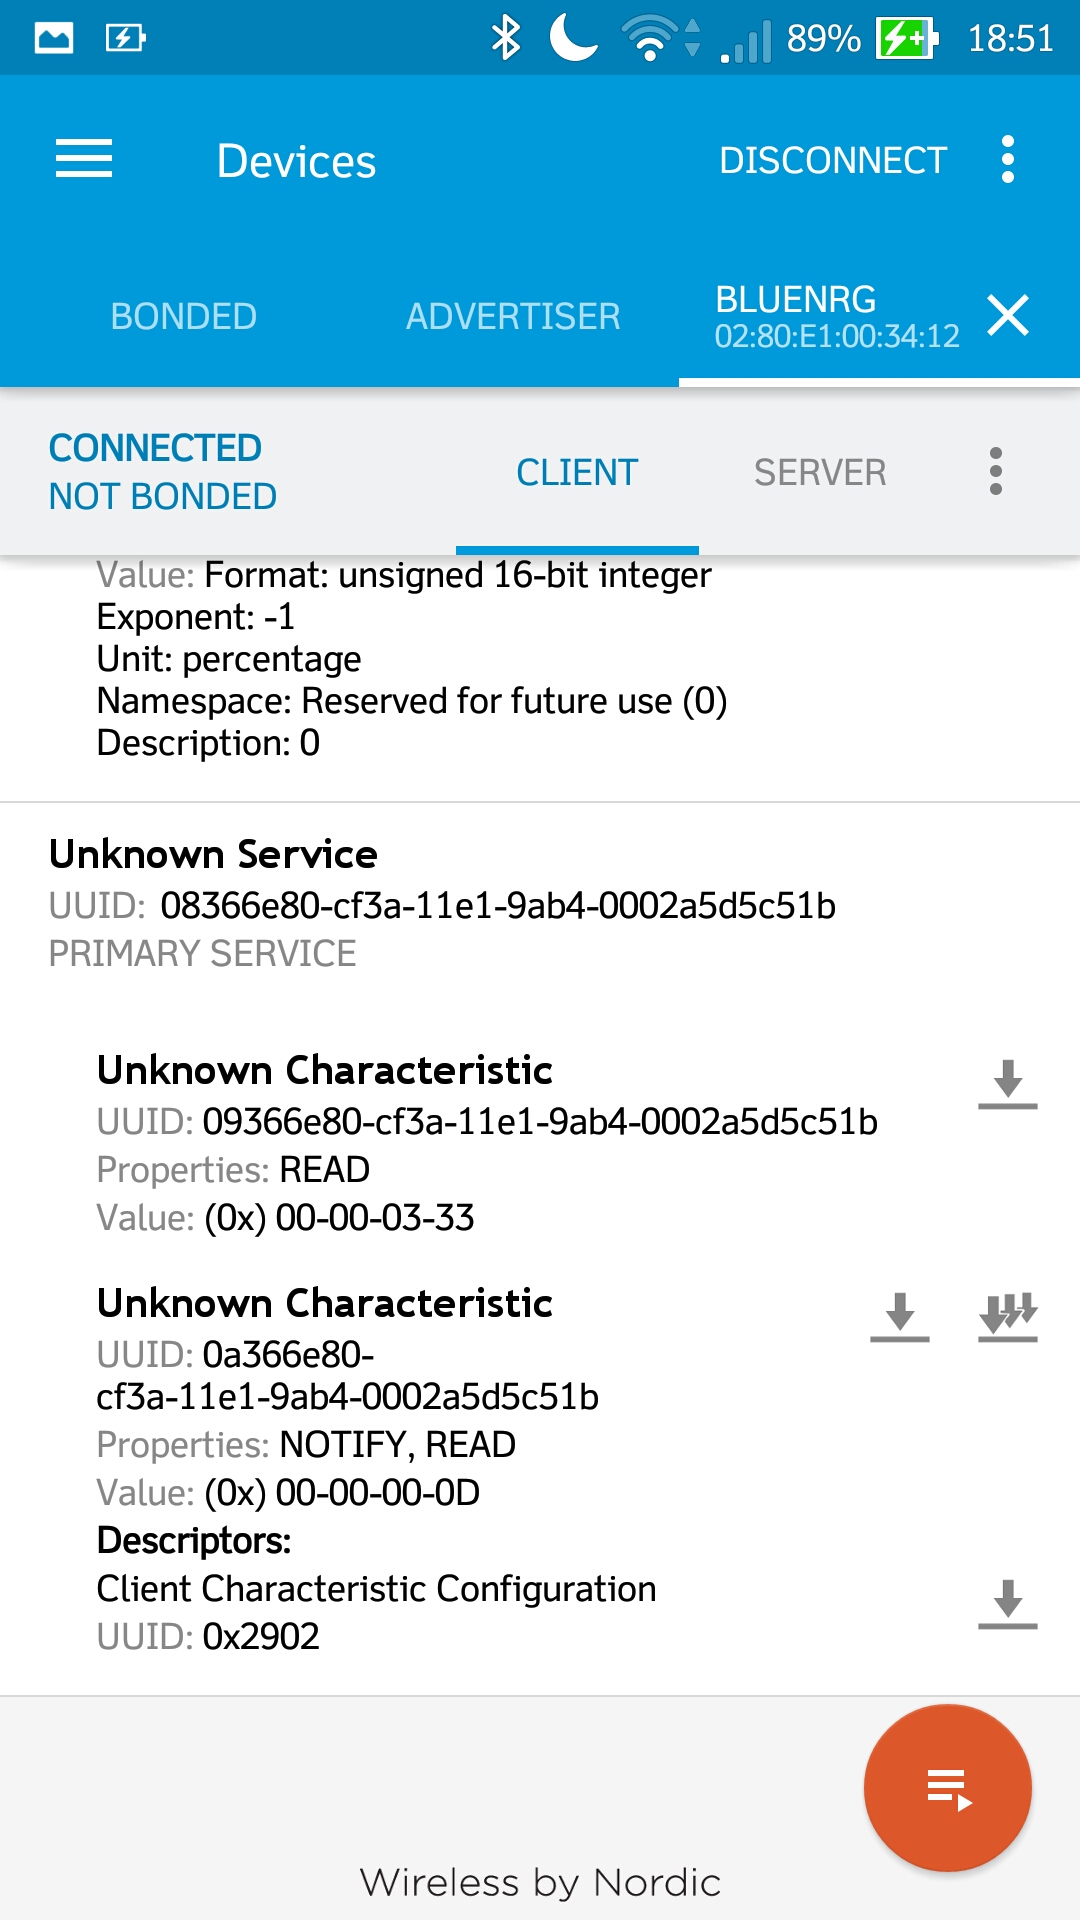 89% 18:51
Devices DISCONNECT
BONDED ADVERTISER BLUENRG
02:80:E1:00:34:12
CONNECTED
NOT BONDED
CLIENT SERVER
Value: Format: unsigned 16-bit integer
Exponent: -1
Unit: percentage
Namespace: Reserved for future use (0)
Description: 0
Unknown Service
UUID: 08366e80-cf3a-11e1-9ab4-0002a5d5c51b
PRIMARY SERVICE
Unknown Characteristic
UUID: 09366e80-cf3a-11e1-9ab4-0002a5d5c51b
Properties: READ
Value: (0x) 00-00-03-33
Unknown Characteristic
UUID: 0a366e80-
cf3a-11e1-9ab4-0002a5d5c51b
Properties: NOTIFY, READ
Value: (0x) 00-00-00-0D
Descriptors:
Client Characteristic Configuration
UUID: 0x2902
Wireless by Nordic